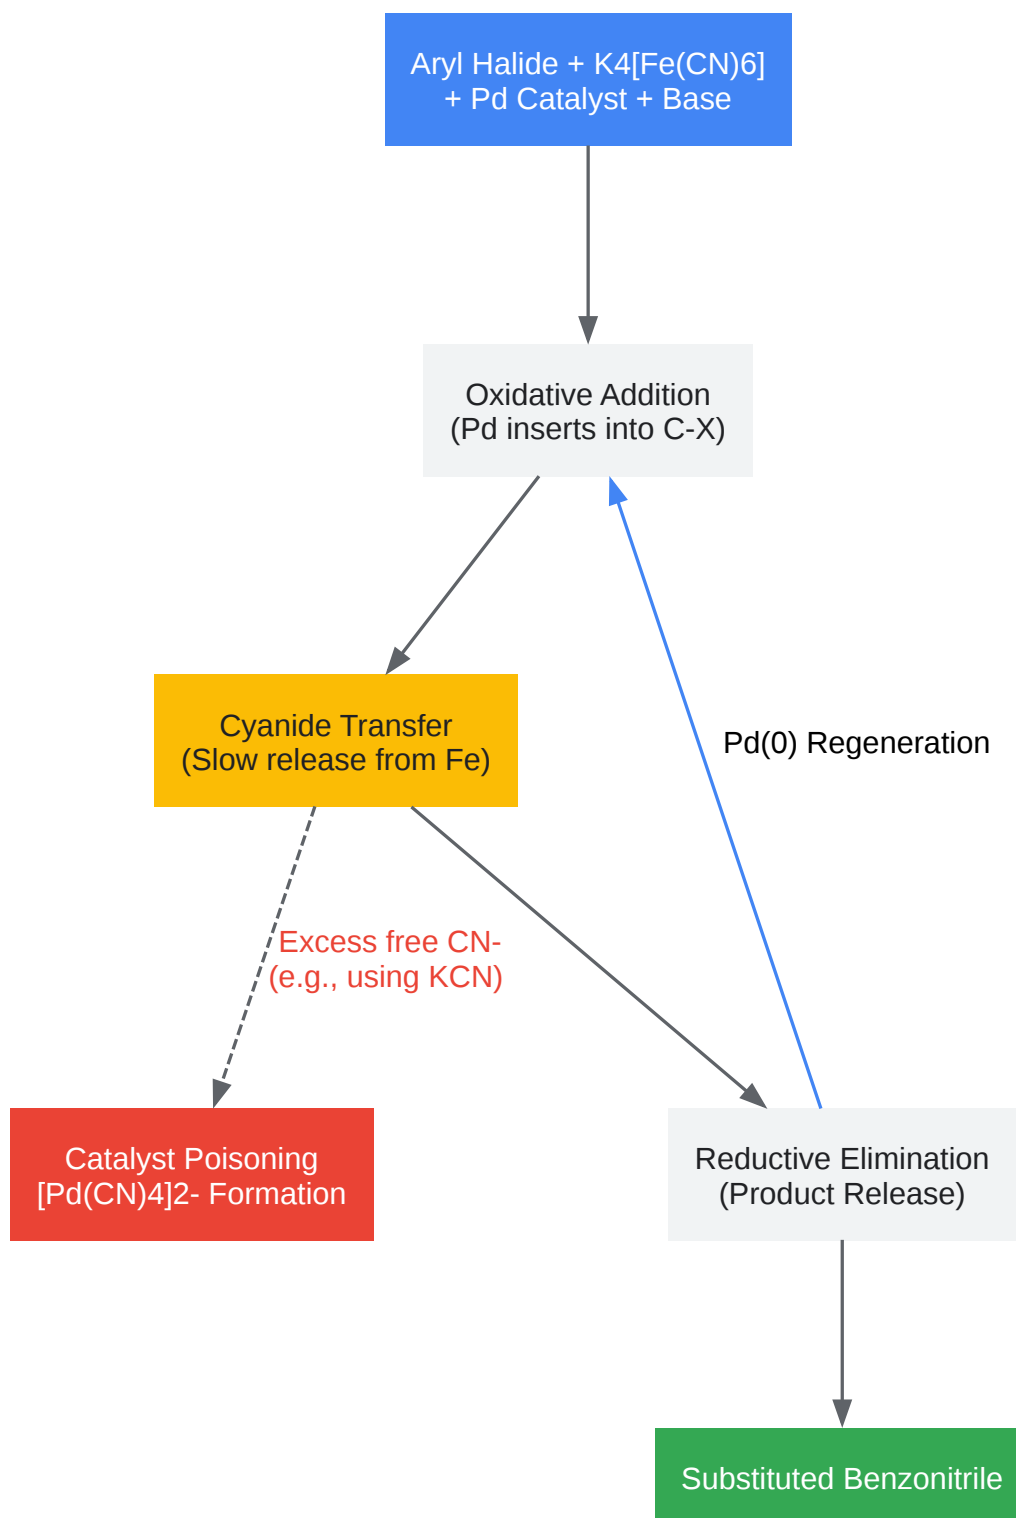 Aryl Halide + K4[Fe(CN)6]
+ Pd Catalyst + Base
Oxidative Addition
(Pd inserts into C-X)
Cyanide Transfer
(Slow release from Fe)
Pd(0) Regeneration
Excess free CN-
(e.g., using KCN)
Catalyst Poisoning
[Pd(CN)4]2- Formation
Reductive Elimination
(Product Release)
Substituted Benzonitrile